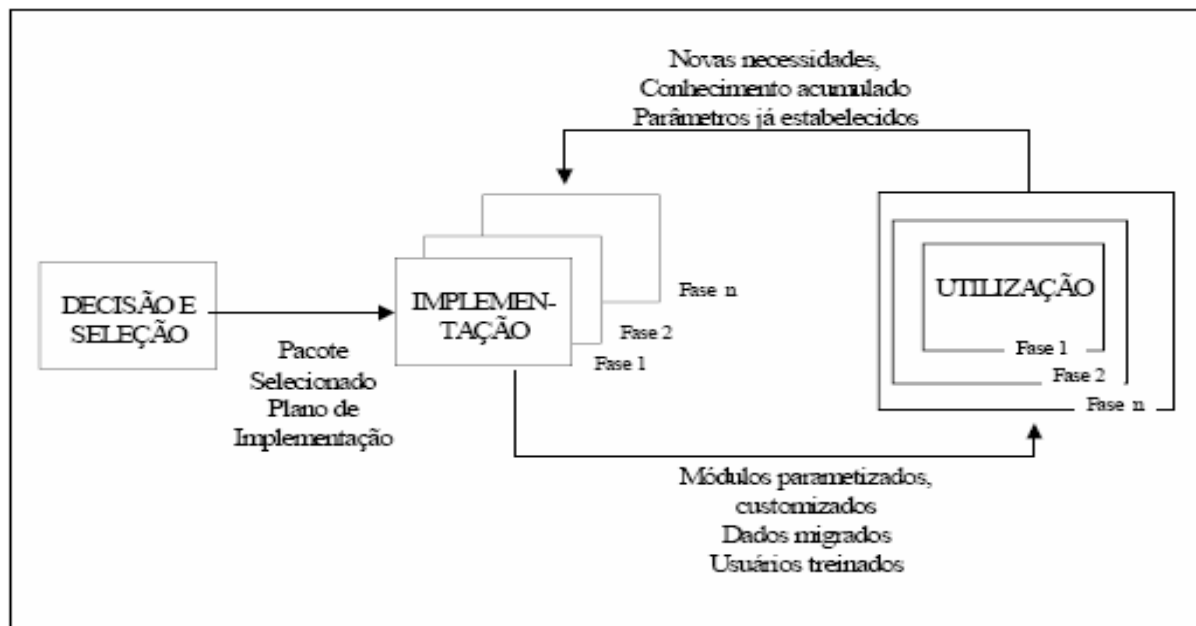 Novas necessidades,
Conhecimento acumulado
Parâmetros já estabelecidos
DECISÃO E
SELEÇÃO
Pacote
Selecionado
Plano de
Implementação
IMPLEMEN-
TAÇÃO
Fase 1
Fase 2
Fase n
UTILIZAÇÃO
Fase 1
Fase 2
Fase n
Módulos parametizados,
customizados
Dados migrados
Usuários treinados